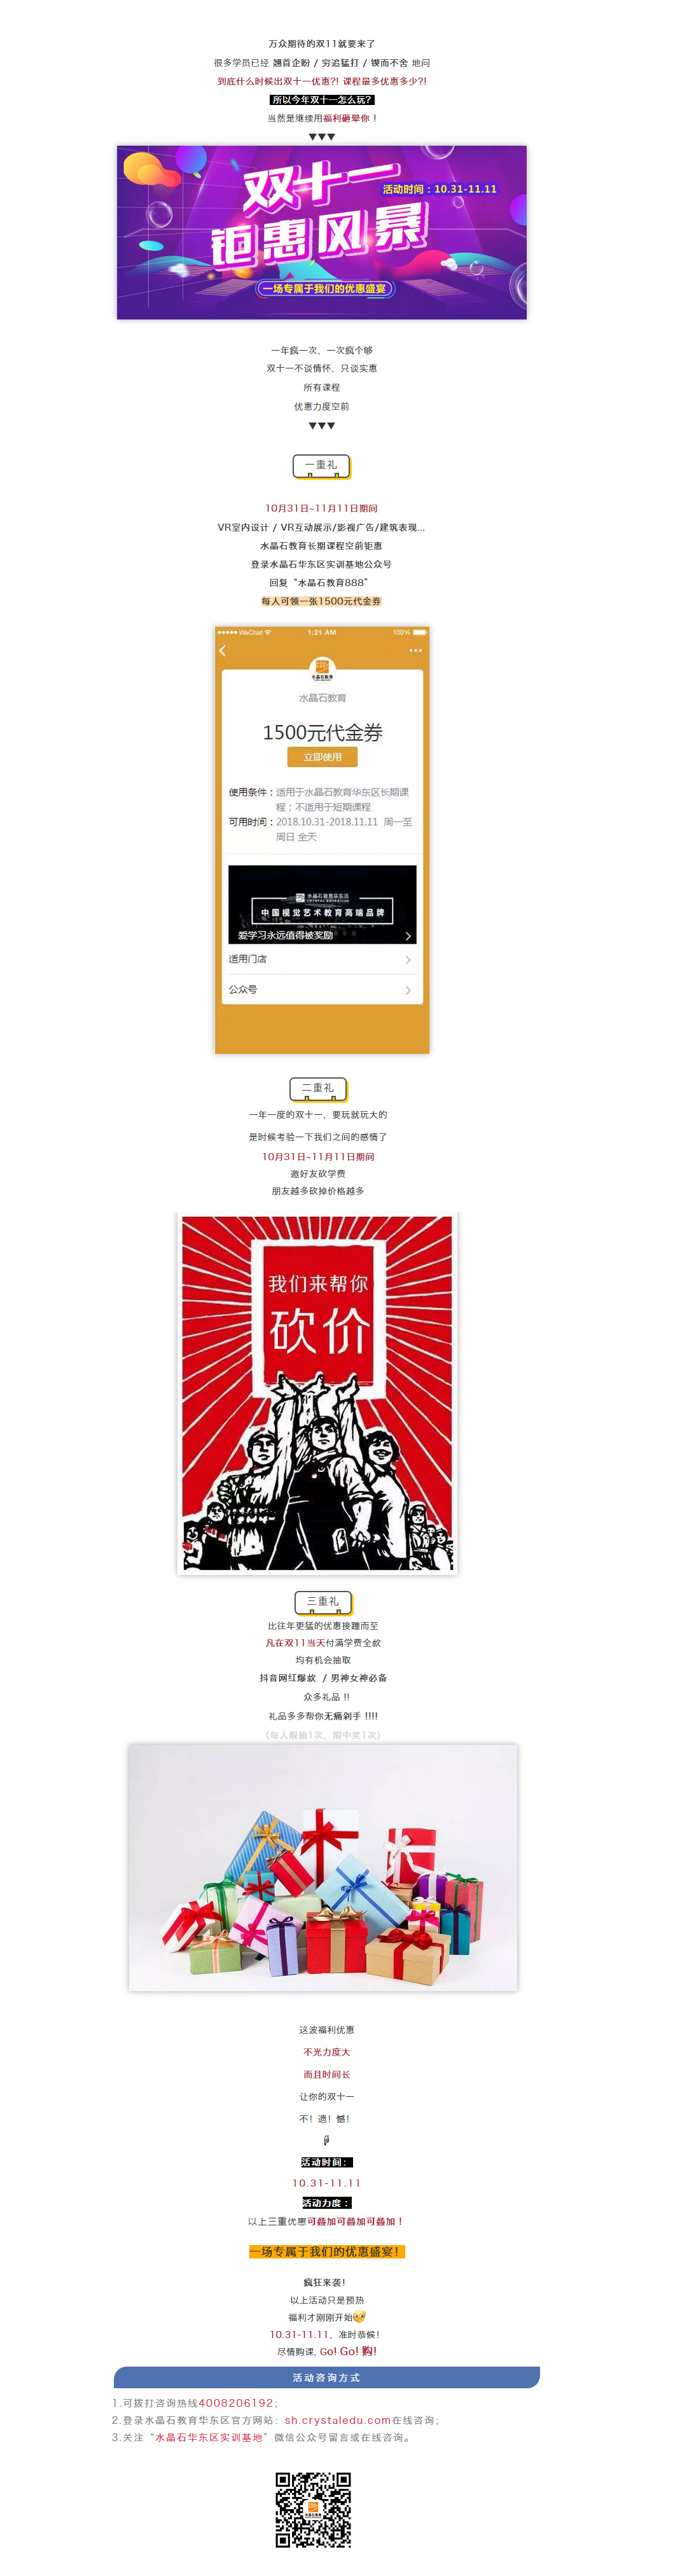 万众期待的双11就要来了
很多学员已经 翘首企盼 / 穷追猛打 / 锲而不舍 地问
到底什么时候出双十一优惠?! 课程最多优惠多少?!
所以今年双十一怎么玩?
当然是继续用福利砸晕你！
▼▼▼
双十一
活动时间：10.31-11.11
钜惠风暴
一场专属于我们的优惠盛宴
一年疯一次，一次疯个够
双十一不谈情怀，只谈实惠
所有课程
优惠力度空前
▼▼▼
一重礼
10月31日~11月11日期间
VR室内设计 / VR互动展示/影视广告/建筑表现...
水晶石教育长期课程空前钜惠
登录水晶石华东区实训基地公众号
回复“水晶石教育888”
每人可领一张1500元代金券
WeChat 1:21 AM 100%
水晶石教育
水晶石教育
1500元代金券
立即使用
使用条件：适用于水晶石教育华东区长期课
程；不适用于短期课程
可用时间：2018.10.31-2018.11.11 周一至
周日 全天
水晶石教育华东区
中国视觉艺术教育高端品牌
爱学习永远值得被奖励
适用门店
公众号
二重礼
一年一度的双十一，要玩就玩大的
是时候考验一下我们之间的感情了
10月31日~11月11日期间
邀好友砍学费
朋友越多砍掉价格越多
我们来帮你
砍价
三重礼
比往年更猛的优惠接踵而至
凡在双11当天付满学费全款
均有机会抽取
抖音网红爆款 / 男神女神必备
众多礼品 !!
礼品多多帮你无痛剁手 !!!!
(每人限抽1次，限中奖1次)
这波福利优惠
不光力度大
而且时间长
让你的双十一
不！遗！憾！
活动时间：
10.31-11.11
活动力度：
以上三重优惠可叠加可叠加可叠加！
一场专属于我们的优惠盛宴！
疯狂来袭！
以上活动只是预热
福利才刚刚开始
10.31-11.11，准时恭候！
尽情购课, Go! Go! 购!
活动咨询方式
1.可拨打咨询热线4008206192；
2.登录水晶石教育华东区官方网站：sh.crystaledu.com在线咨询；
3.关注“水晶石华东区实训基地”微信公众号留言或在线咨询。